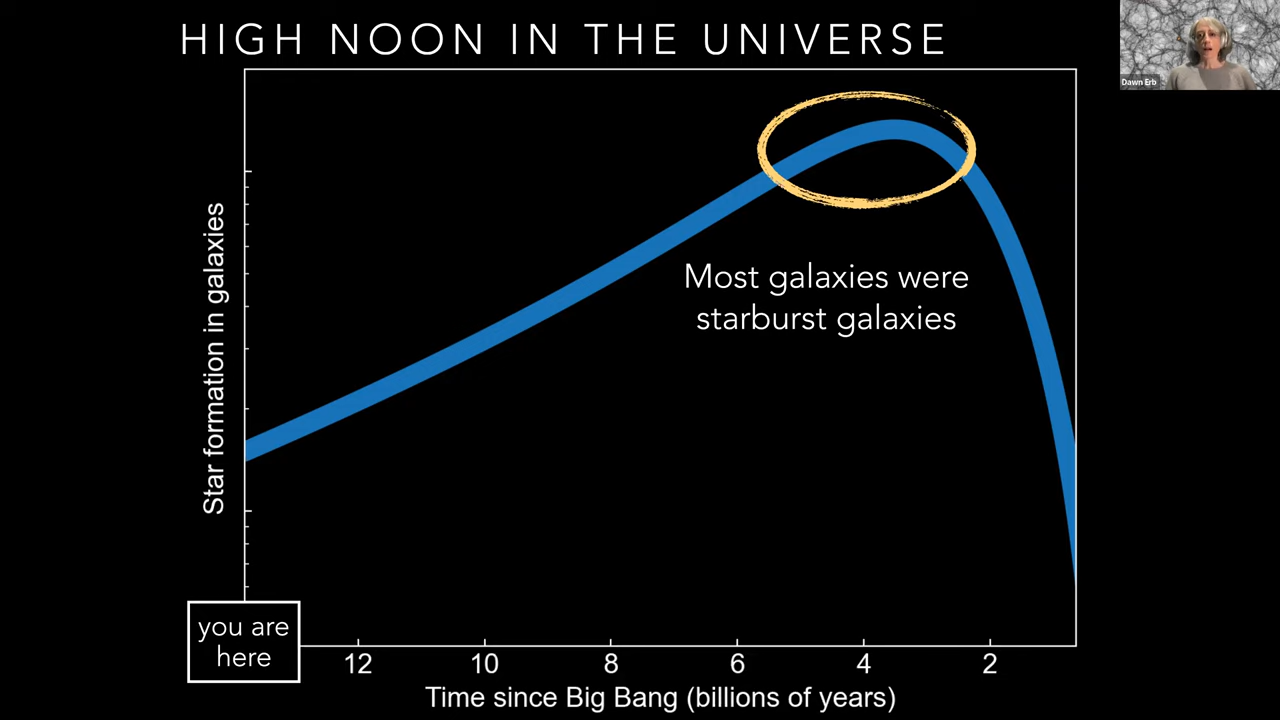 HIGH NOON IN THE UNIVERSE
Dawn Erb
Star formation in galaxies
Most galaxies were
starburst galaxies
you are
here
12 10 8 6 4 2
Time since Big Bang (billions of years)